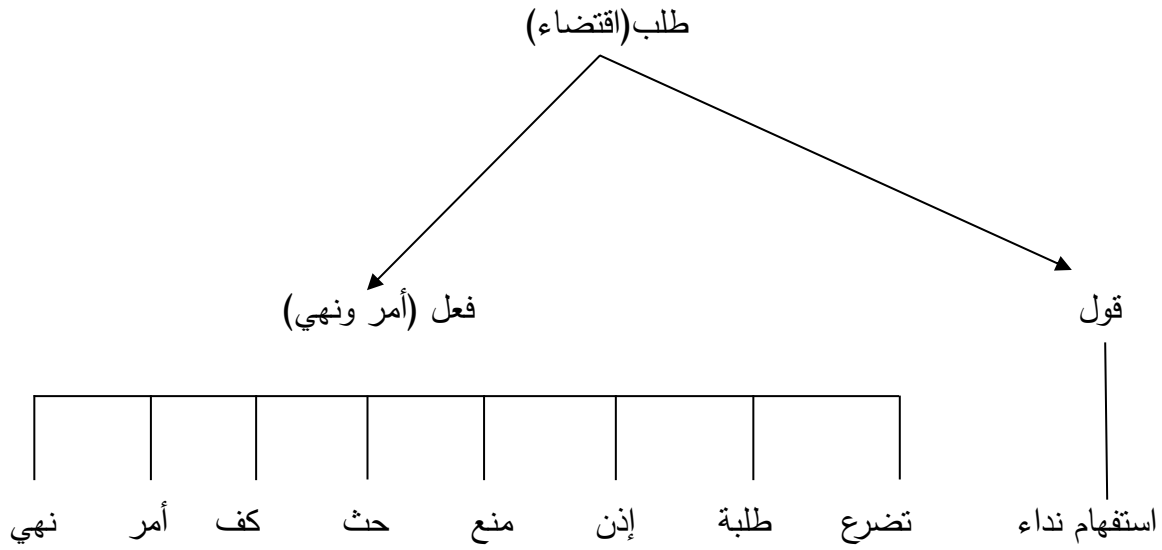 طلب(اقتضاء)
قول فعل (أمر ونهي)
استفهام نداء تضرع طلبة إذن منع حث كف أمر نهي